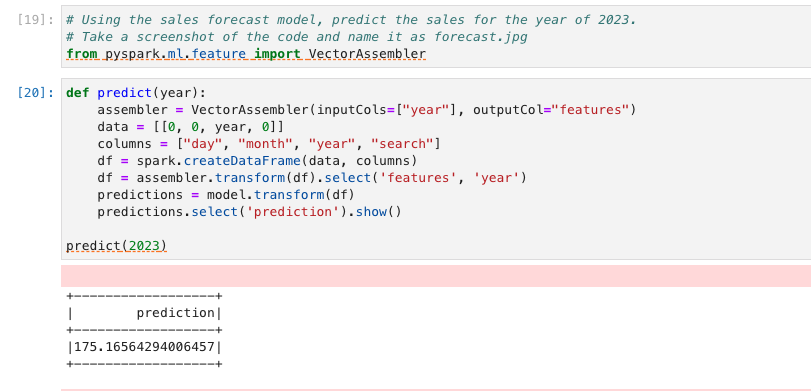 [19]: # Using the sales forecast model, predict the sales for the year of 2023.
# Take a screenshot of the code and name it as forecast.jpg
from pyspark.ml.feature import VectorAssembler
[20]: def predict(year):
    assembler = VectorAssembler(inputCols=["year"], outputCol="features")
    data = [[0, 0, year, 0]]
    columns = ["day", "month", "year", "search"]
    df = spark.createDataFrame(data, columns)
    df = assembler.transform(df).select('features', 'year')
    predictions = model.transform(df)
    predictions.select('prediction').show()
predict(2023)
+------------------+
|        prediction|
+------------------+
|175.16564294006457|
+------------------+